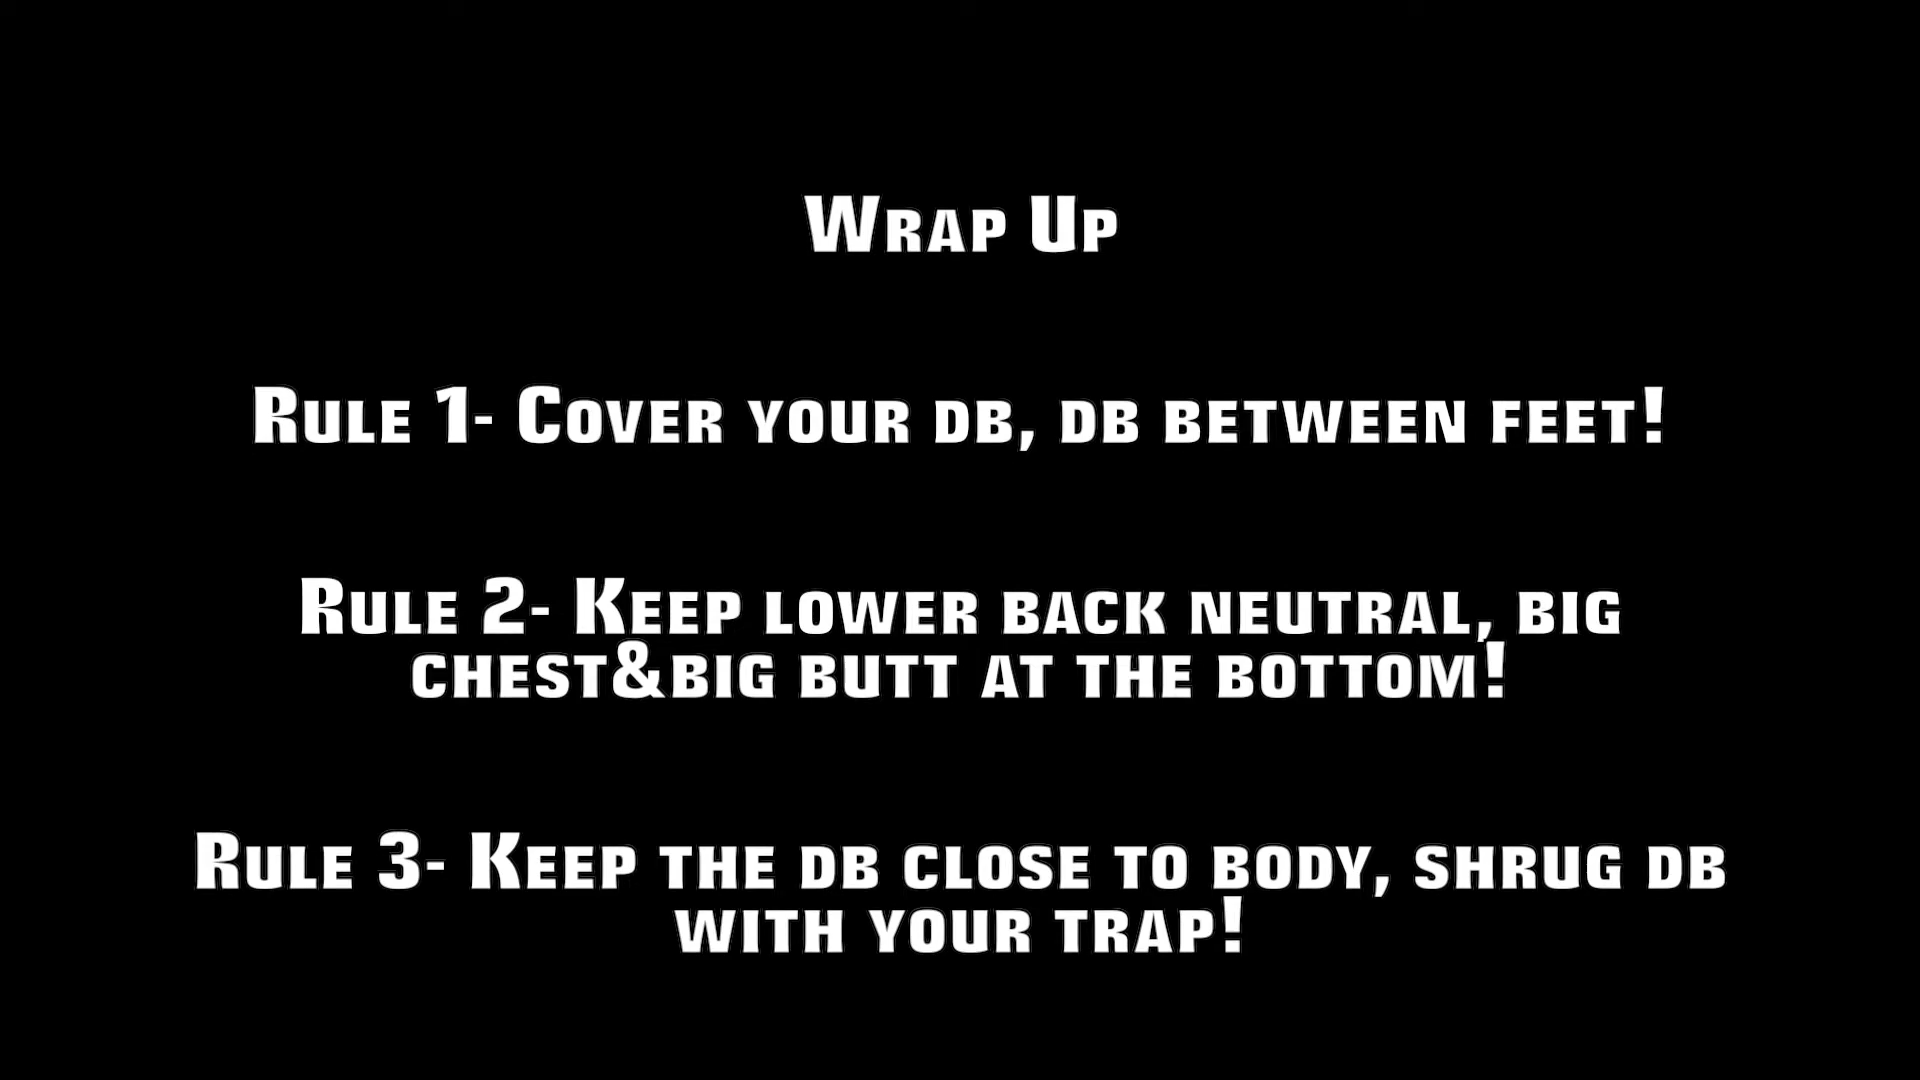 Wrap Up
Rule 1- Cover your db, db between feet!
Rule 2- Keep lower back neutral, big
chest&big butt at the bottom!
Rule 3- Keep the db close to body, shrug db
with your trap!